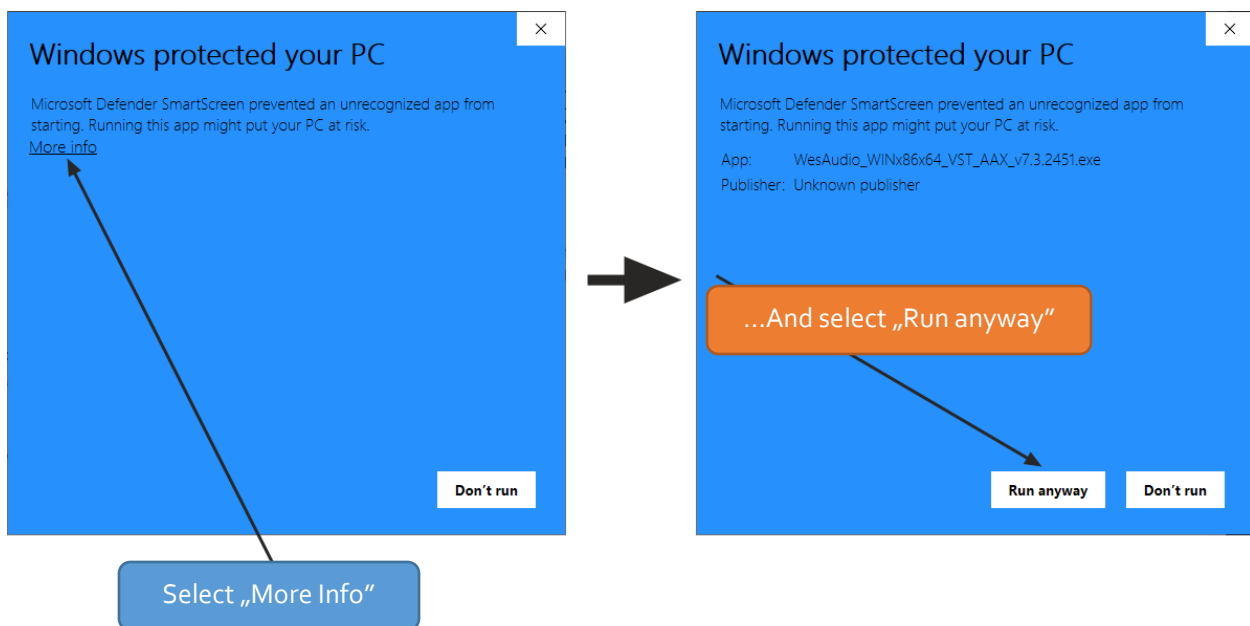 Windows protected your PC
Microsoft Defender SmartScreen prevented an unrecognized app from
starting. Running this app might put your PC at risk.
More info
Don't run
Select „More Info”
Windows protected your PC
Microsoft Defender SmartScreen prevented an unrecognized app from
starting. Running this app might put your PC at risk.
App: WesAudio_WINx86x64_VST_AAX_v7.3.2451.exe
Publisher: Unknown publisher
...And select „Run anyway”
Run anyway Don't run